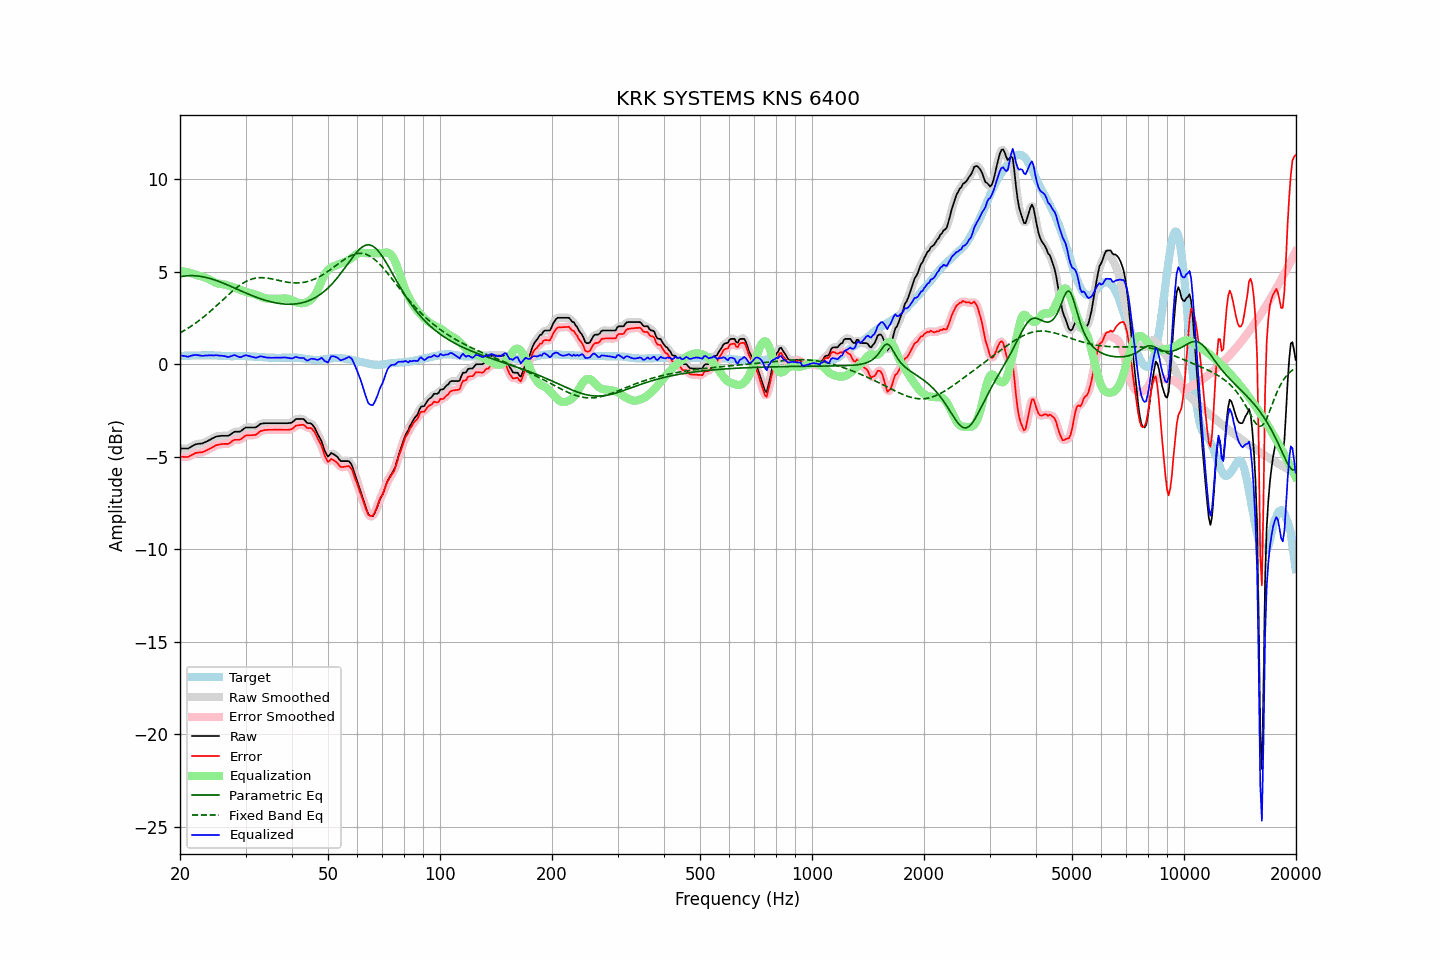 KRK SYSTEMS KNS 6400
Amplitude (dBr)
10
5
0
−5
−10
−15
−20
−25
Target
Raw Smoothed
Error Smoothed
Raw
Error
Equalization
Parametric Eq
Fixed Band Eq
Equalized
20 50 100 200 500 1000 2000 5000 10000 20000
Frequency (Hz)